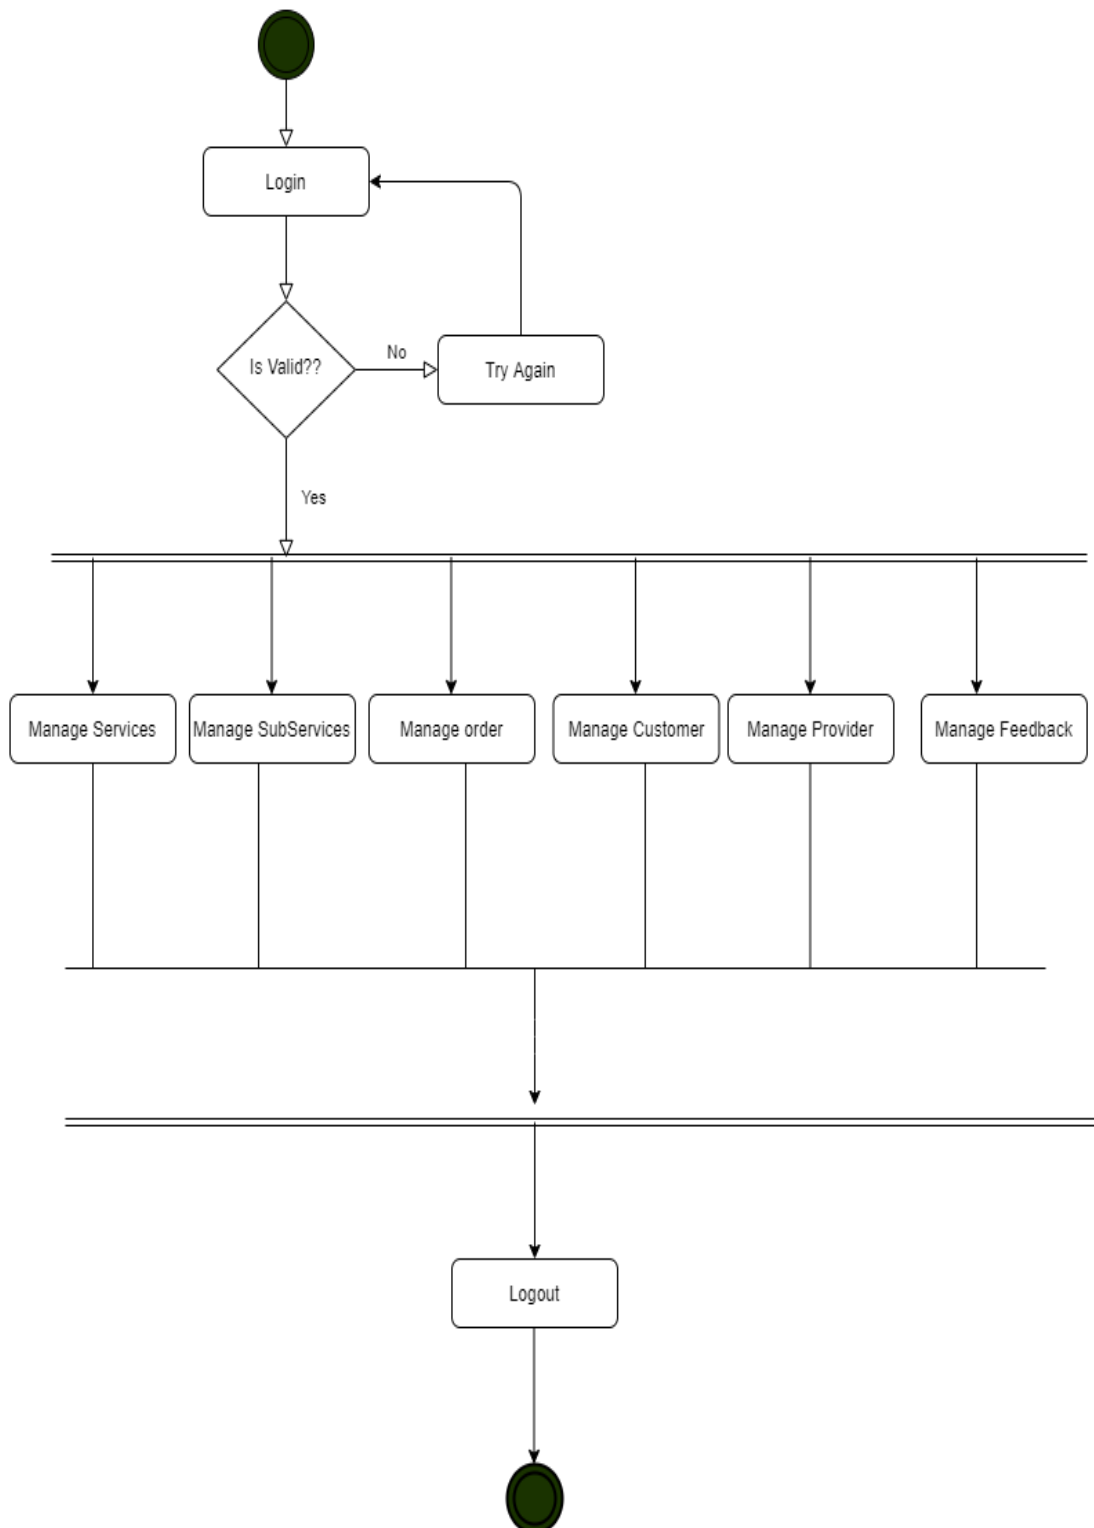 Login
Is Valid??
No
Try Again
Yes
Manage Services
Manage SubServices
Manage order
Manage Customer
Manage Provider
Manage Feedback
Logout